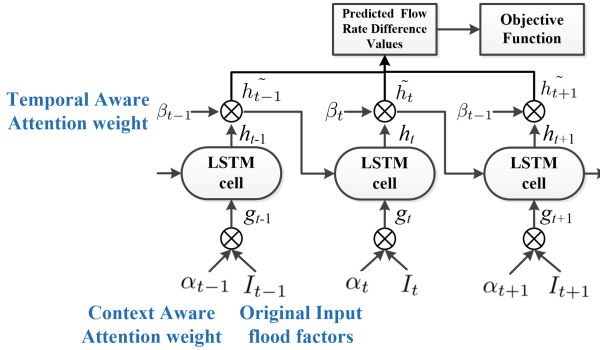 Predicted Flow
Rate Difference
Values
Objective
Function
Temporal Aware
Attention weight
β_{t−1}
h̃_{t−1}
β_t
h̃_t
β_{t−1}
h̃_{t+1}
h_{t-1}
h_t
h_{t+1}
LSTM
cell
LSTM
cell
LSTM
cell
g_{t-1}
g_t
g_{t+1}
α_{t−1} I_{t−1}
α_t I_t
α_{t+1} I_{t+1}
Context Aware
Attention weight
Original Input
flood factors